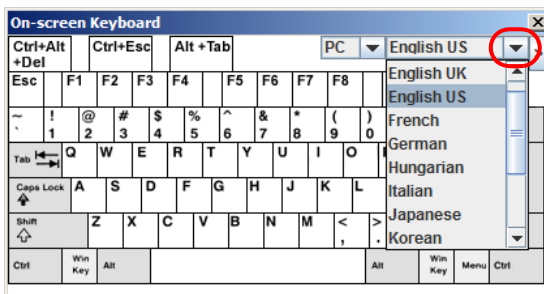 On-screen Keyboard
Ctrl+Alt +Del
Ctrl+Esc
Alt +Tab
PC
English US
Esc F1 F2 F3 F4 F5 F6 F7 F8
~ ! @ # $ % ^ & * ( )
` 1 2 3 4 5 6 7 8 9 0
Tab Q W E R T Y U I O
Caps Lock A S D F G H J K L
Shift Z X C V B N M < >
, .
Ctrl Win Key Alt Alt Win Key Menu Ctrl
English UK
English US
French
German
Hungarian
Italian
Japanese
Korean